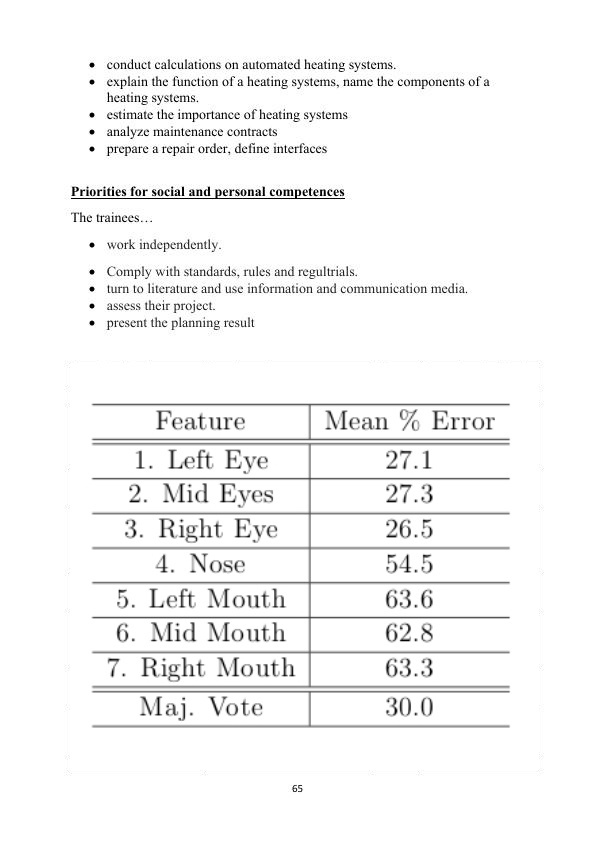 • conduct calculations on automated heating systems.
• explain the function of a heating systems, name the components of a
heating systems.
• estimate the importance of heating systems
• analyze maintenance contracts
• prepare a repair order, define interfaces
Priorities for social and personal competences
The trainees…
• work independently.
• Comply with standards, rules and regultrials.
• turn to literature and use information and communication media.
• assess their project.
• present the planning result
Feature Mean % Error
1. Left Eye 27.1
2. Mid Eyes 27.3
3. Right Eye 26.5
4. Nose 54.5
5. Left Mouth 63.6
6. Mid Mouth 62.8
7. Right Mouth 63.3
Maj. Vote 30.0
65